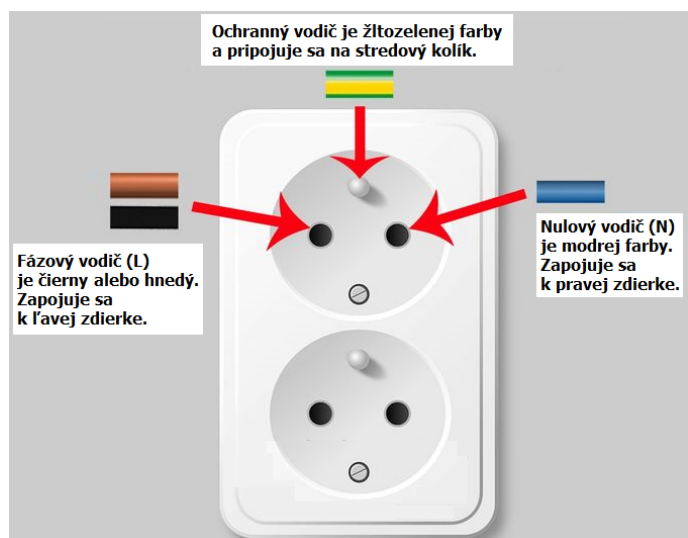 Ochranný vodič je žltozelenej farby
a pripojuje sa na stredový kolík.
Fázový vodič (L)
je čierny alebo hnedý.
Zapojuje sa
k ľavej zdierke.
Nulový vodič (N)
je modrej farby.
Zapojuje sa
k pravej zdierke.